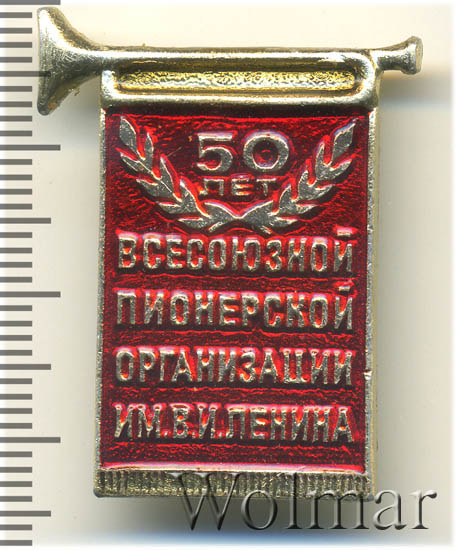 50
ЛЕТ
ВСЕСОЮЗНОЙ
ПИОНЕРСКОЙ
ОРГАНИЗАЦИИ
ИМ.В.И.ЛЕНИНА
Wolmar